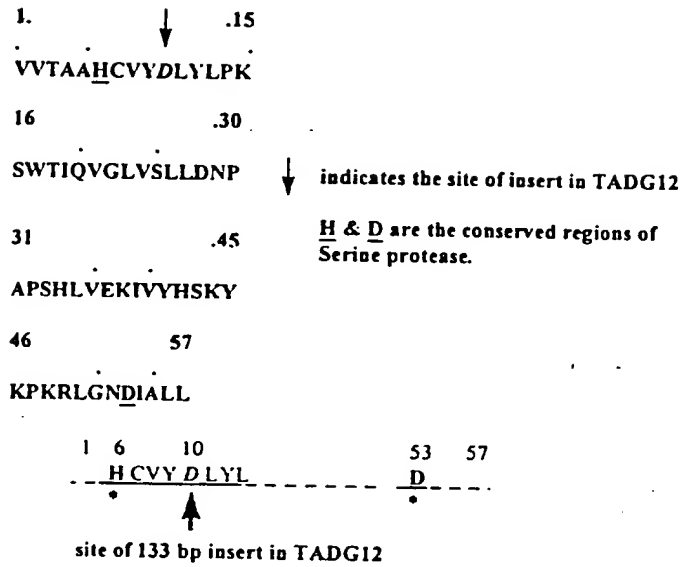 1. .15
VVTAAHCVYDLYLPK
16 .30
SWTIQVGLVSLLDNP
indicates the site of insert in TADG12
H & D are the conserved regions of
Serine protease.
31 .45
APSHLVEKIVYHSKY
46 57
KPKRLGNDIALL
1 6 10 53 57
HCVYDLYL D
* *
site of 133 bp insert in TADG12